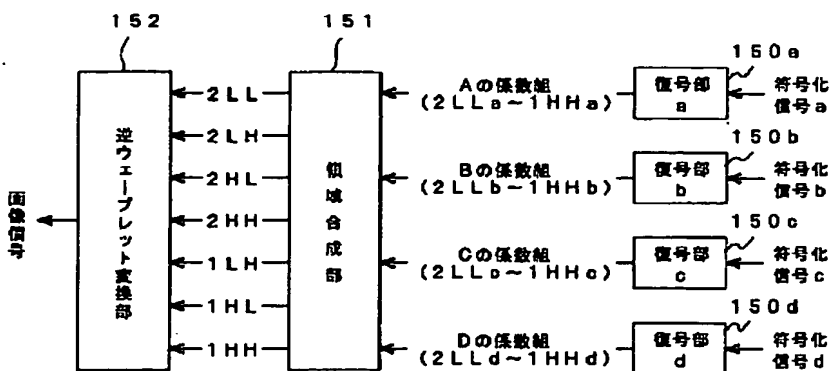 152
151
150a
150b
150c
150d
画像信号
逆ウェーブレット変換部
2LL
2LH
2HL
2HH
1LH
1HL
1HH
領域合成部
Aの係数組
(2LLa~1HHa)
Bの係数組
(2LLb~1HHb)
Cの係数組
(2LLc~1HHc)
Dの係数組
(2LLd~1HHd)
復号部
a
復号部
b
復号部
c
復号部
d
符号化
信号a
符号化
信号b
符号化
信号c
符号化
信号d